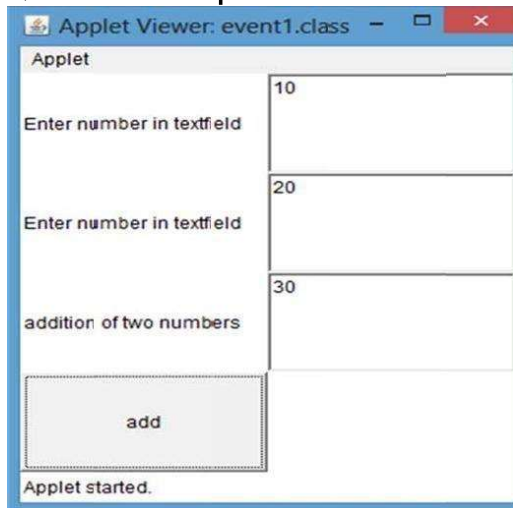 Applet Viewer: event1.class
Applet
Enter number in textfield
10
Enter number in textfield
20
addition of two numbers
30
add
Applet started.